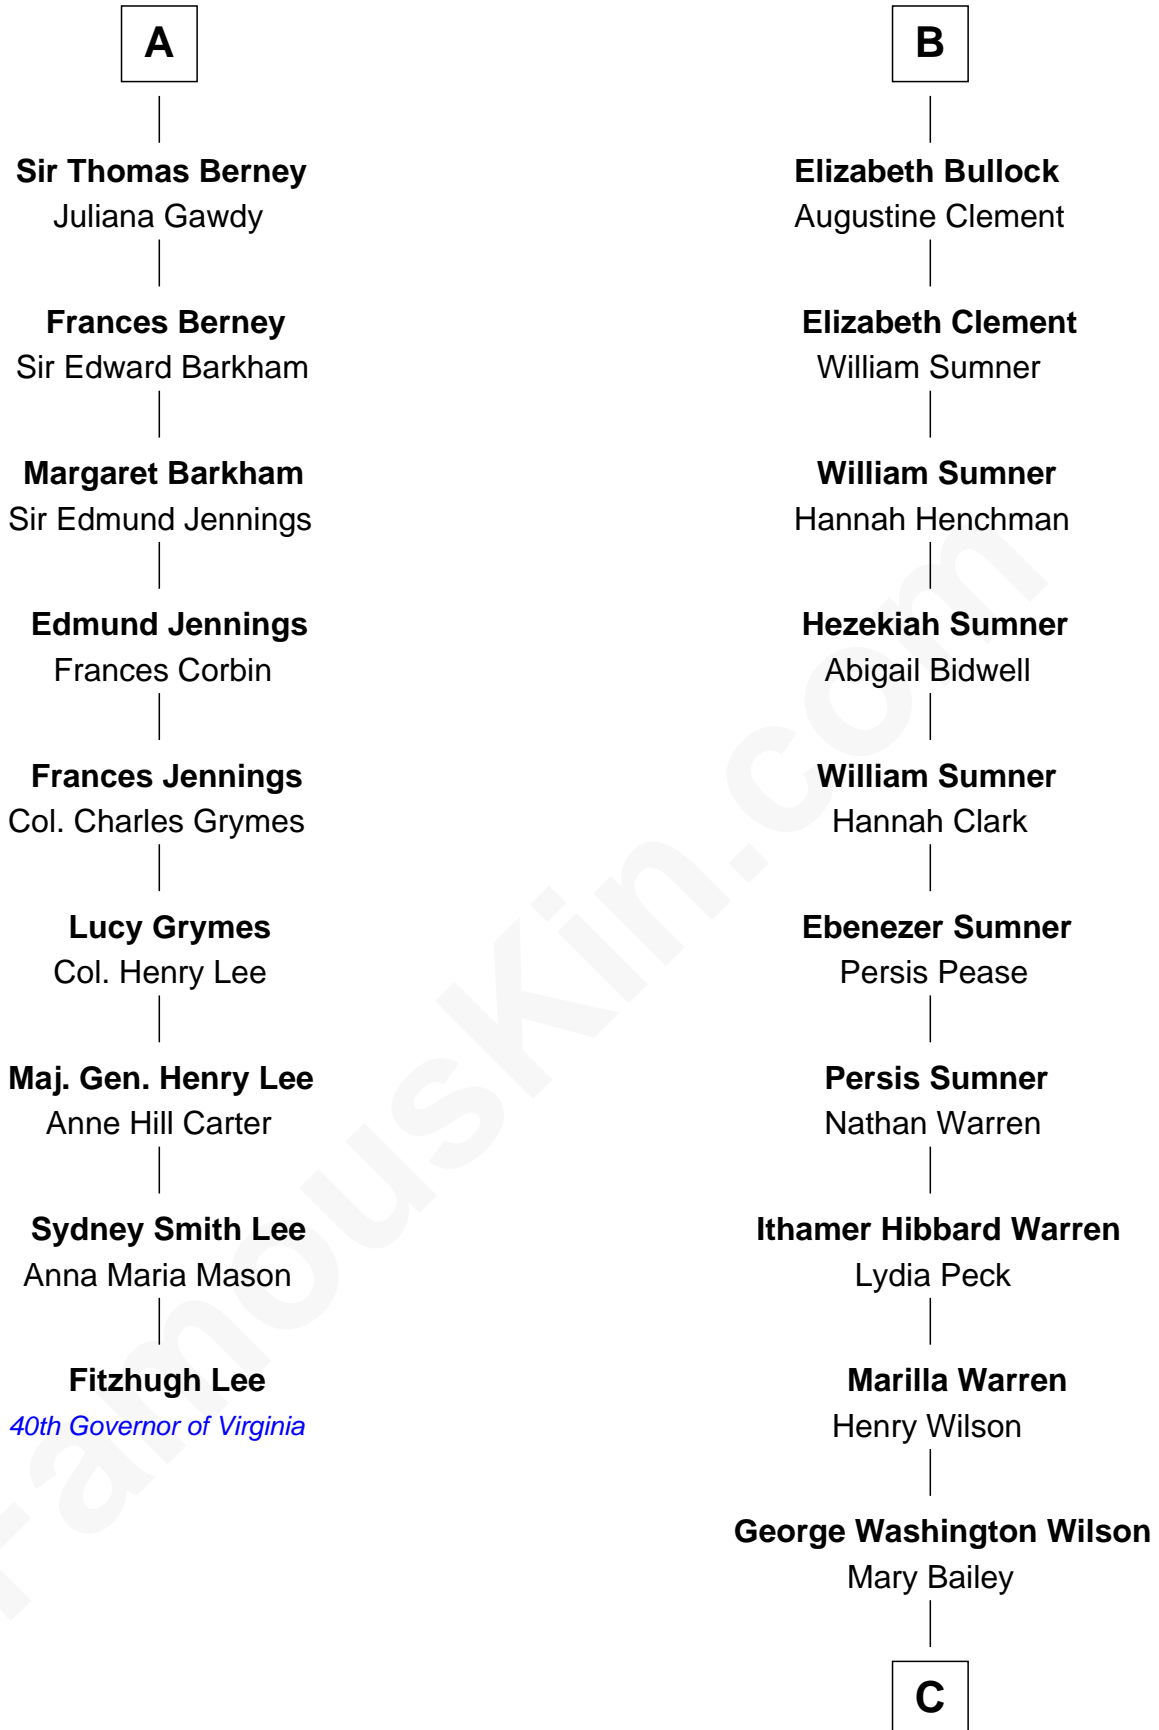 A
Sir Thomas Berney
Juliana Gawdy
Frances Berney
Sir Edward Barkham
Margaret Barkham
Sir Edmund Jennings
Edmund Jennings
Frances Corbin
Frances Jennings
Col. Charles Grymes
Lucy Grymes
Col. Henry Lee
Maj. Gen. Henry Lee
Anne Hill Carter
Sydney Smith Lee
Anna Maria Mason
Fitzhugh Lee
40th Governor of Virginia
B
Elizabeth Bullock
Augustine Clement
Elizabeth Clement
William Sumner
William Sumner
Hannah Henchman
Hezekiah Sumner
Abigail Bidwell
William Sumner
Hannah Clark
Ebenezer Sumner
Persis Pease
Persis Sumner
Nathan Warren
Ithamer Hibbard Warren
Lydia Peck
Marilla Warren
Henry Wilson
George Washington Wilson
Mary Bailey
C
FamousKin.com